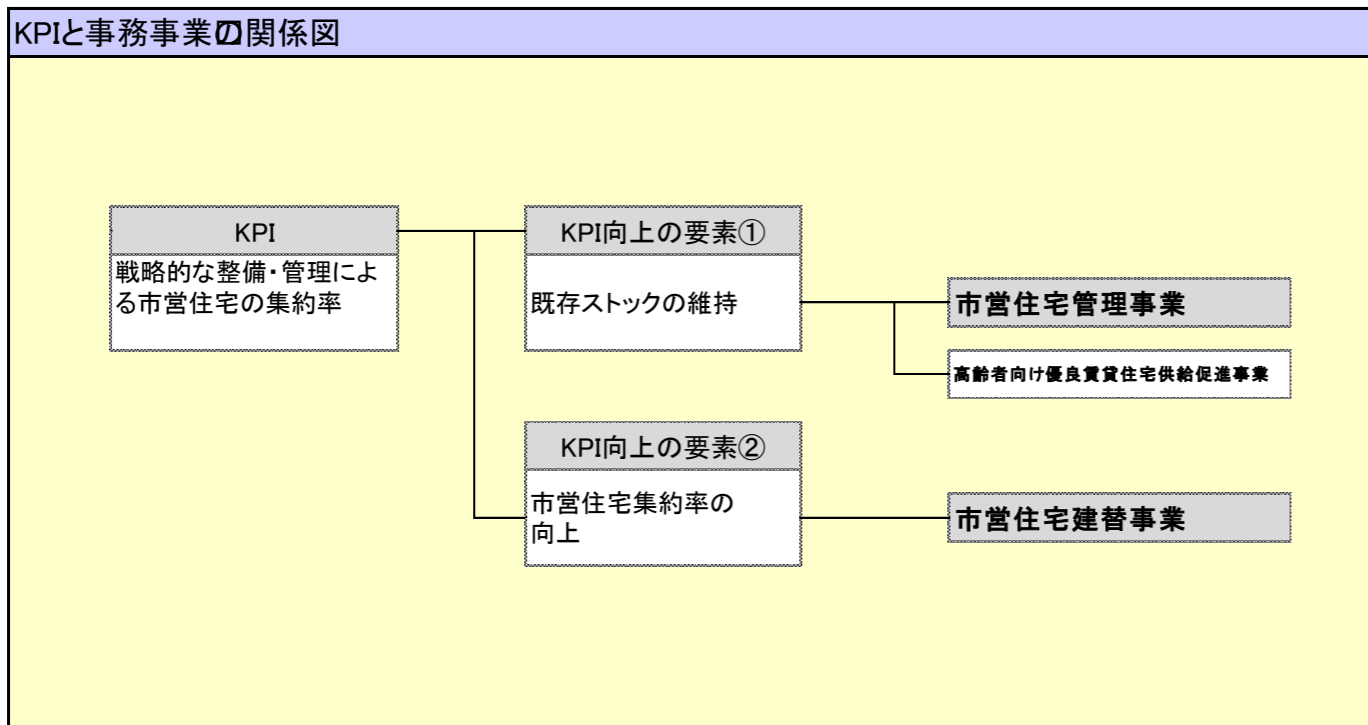 KPIと事務事業の関係図
KPI
戦略的な整備・管理によ
る市営住宅の集約率
KPI向上の要素①
既存ストックの維持
市営住宅管理事業
高齢者向け優良賃貸住宅供給促進事業
KPI向上の要素②
市営住宅集約率の
向上
市営住宅建替事業